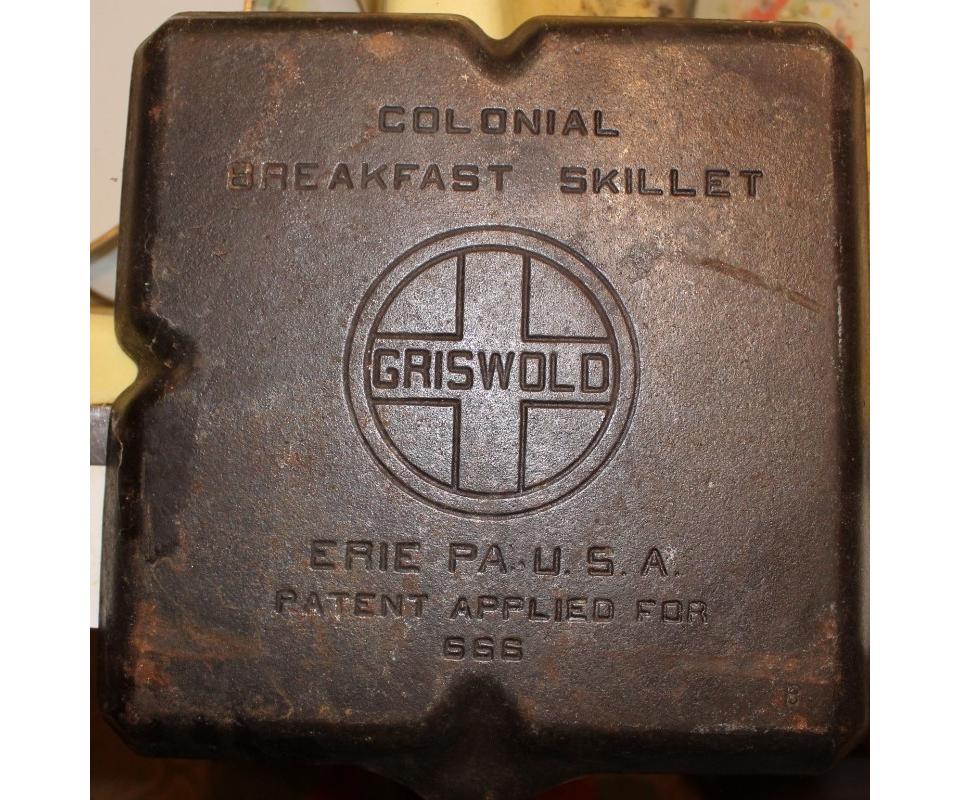 COLONIAL
BREAKFAST SKILLET
GRISWOLD
ERIE PA. U. S. A.
PATENT APPLIED FOR
666